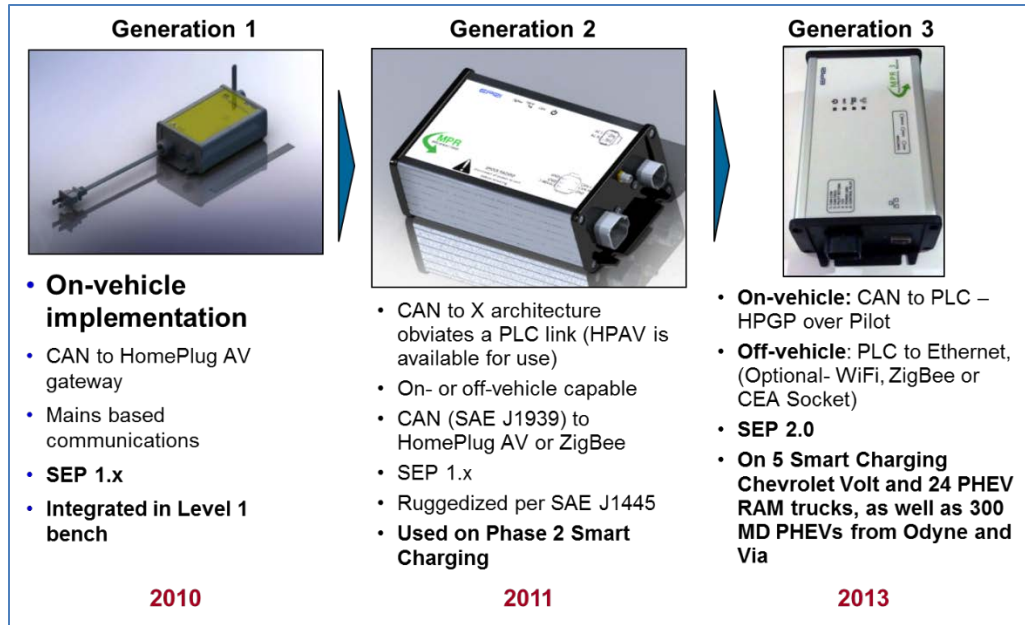 Generation 1
Generation 2
Generation 3
EPRI
MPR
MPR
• On-vehicle
implementation
• CAN to HomePlug AV
gateway
• Mains based
communications
• SEP 1.x
• Integrated in Level 1
bench
2010
• CAN to X architecture
obviates a PLC link (HPAV is
available for use)
• On- or off-vehicle capable
• CAN (SAE J1939) to
HomePlug AV or ZigBee
• SEP 1.x
• Ruggedized per SAE J1445
• Used on Phase 2 Smart
Charging
2011
• On-vehicle: CAN to PLC –
HPGP over Pilot
• Off-vehicle: PLC to Ethernet,
(Optional- WiFi, ZigBee or
CEA Socket)
• SEP 2.0
• On 5 Smart Charging
Chevrolet Volt and 24 PHEV
RAM trucks, as well as 300
MD PHEVs from Odyne and
Via
2013